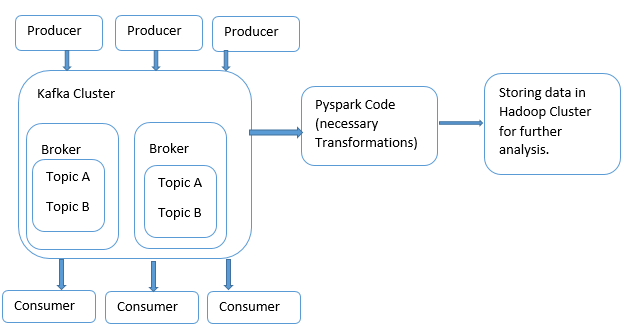 Producer
Producer
Producer
Kafka Cluster
Broker
Topic A
Topic B
Broker
Topic A
Topic B
Pyspark Code
(necessary
Transformations)
Storing data in
Hadoop Cluster
for further
analysis.
Consumer
Consumer
Consumer